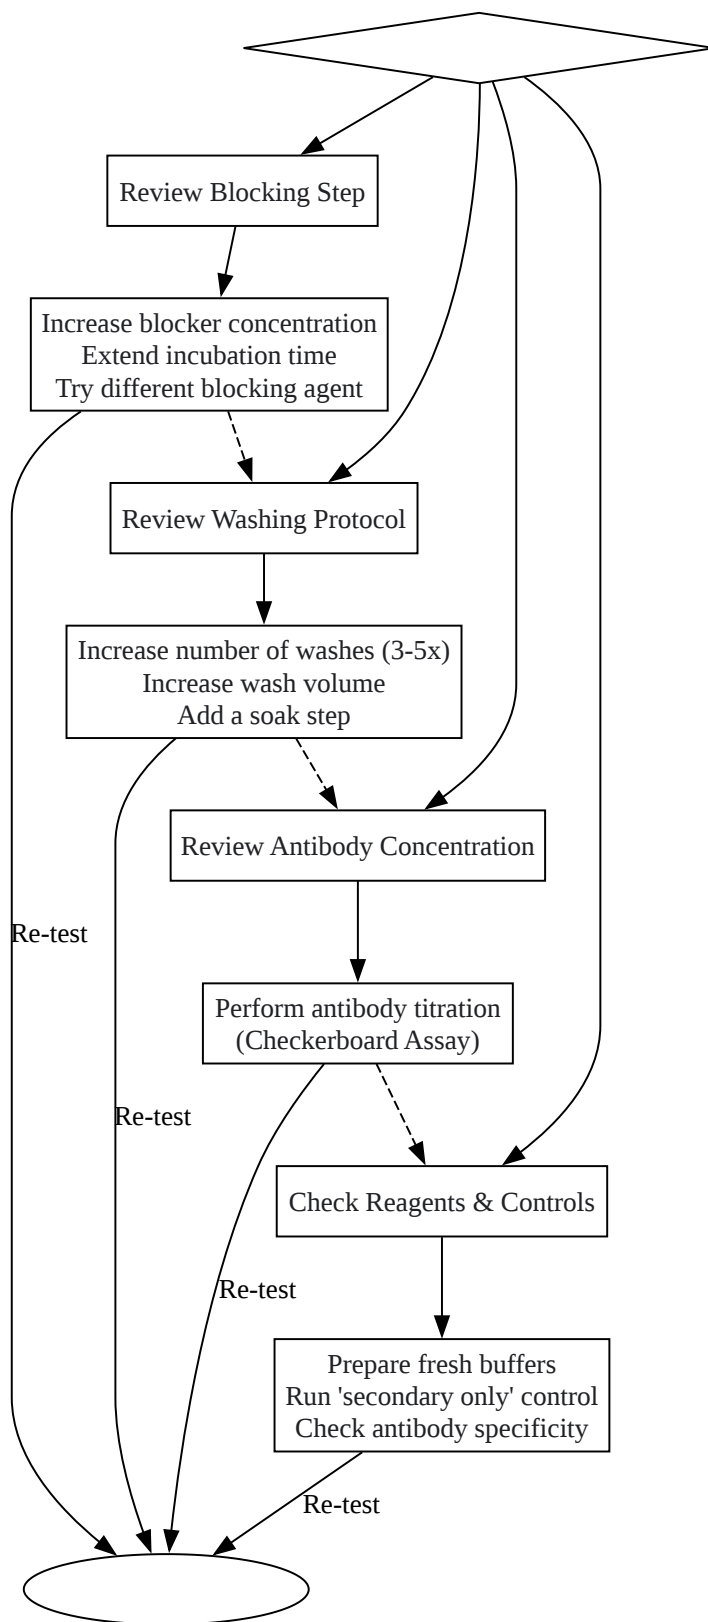 Review Blocking Step
Increase blocker concentration
Extend incubation time
Try different blocking agent
Review Washing Protocol
Increase number of washes (3-5x)
Increase wash volume
Add a soak step
Review Antibody Concentration
Re-test
Perform antibody titration
(Checkerboard Assay)
Re-test
Check Reagents & Controls
Re-test
Prepare fresh buffers
Run 'secondary only' control
Check antibody specificity
Re-test